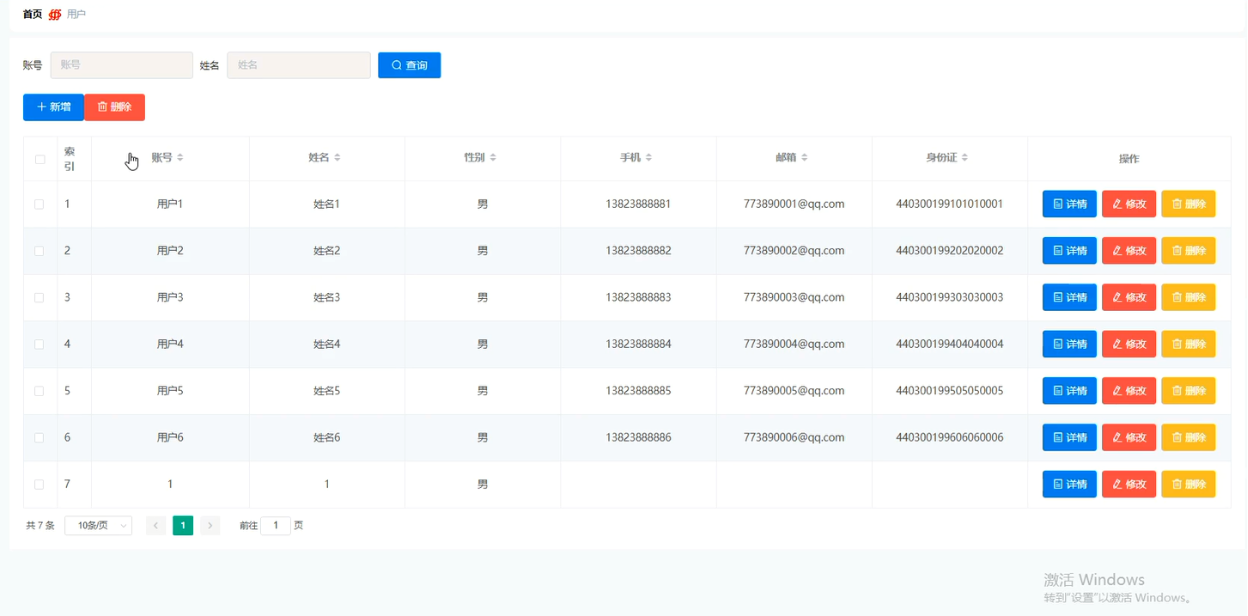 首页 用户
账号 账号 姓名 姓名 查询
新增 删除
索引 账号 姓名 性别 手机 邮箱 身份证 操作
1 用户1 姓名1 男 13823888881 773890001@qq.com 440300199101010001 详情 修改 删除
2 用户2 姓名2 男 13823888882 773890002@qq.com 440300199202020002 详情 修改 删除
3 用户3 姓名3 男 13823888883 773890003@qq.com 440300199303030003 详情 修改 删除
4 用户4 姓名4 男 13823888884 773890004@qq.com 440300199404040004 详情 修改 删除
5 用户5 姓名5 男 13823888885 773890005@qq.com 440300199505050005 详情 修改 删除
6 用户6 姓名6 男 13823888886 773890006@qq.com 440300199606060006 详情 修改 删除
7 1 1 男 详情 修改 删除
共 7 条 10条/页 1 前往 1 页
激活 Windows
转到"设置"以激活 Windows。